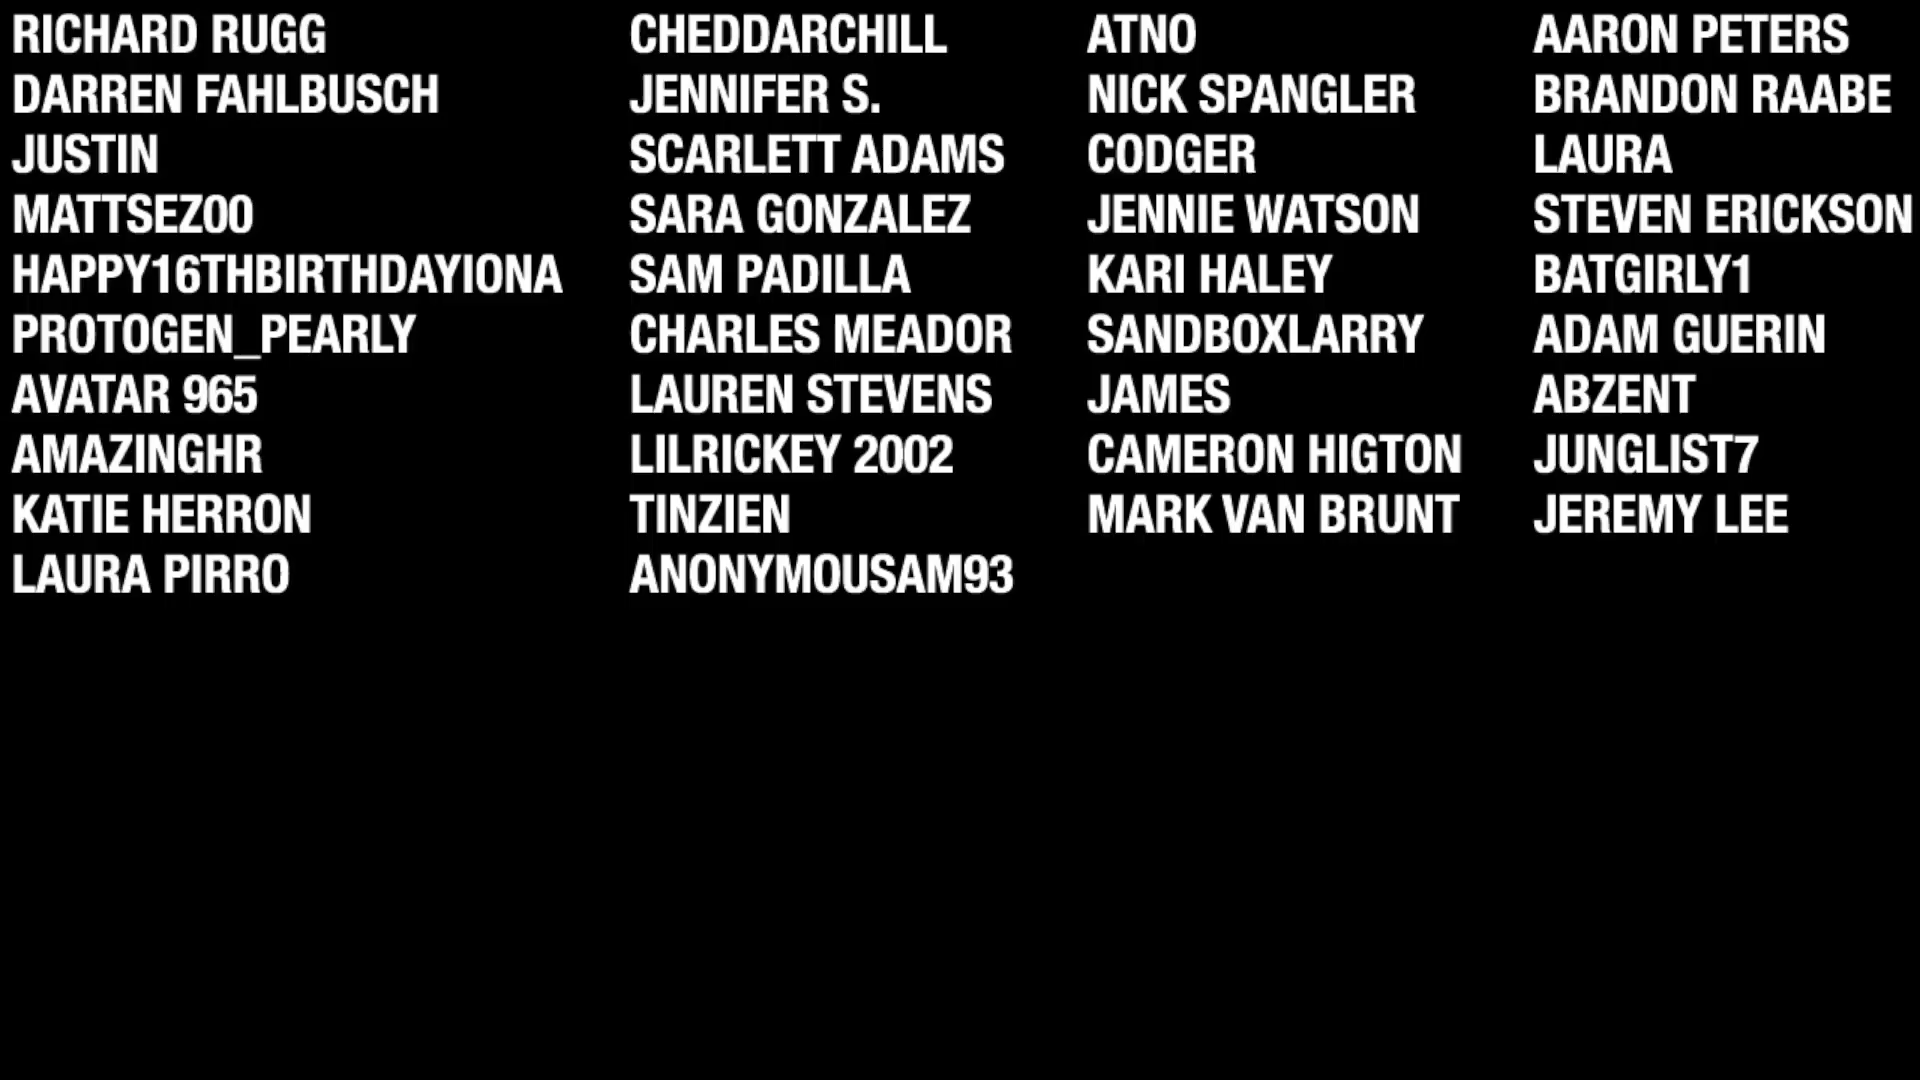 RICHARD RUGG
DARREN FAHLBUSCH
JUSTIN
MATTSEZ00
HAPPY16THBIRTHDAYIONA
PROTOGEN_PEARLY
AVATAR 965
AMAZINGHR
KATIE HERRON
LAURA PIRRO
CHEDDARCHILL
JENNIFER S.
SCARLETT ADAMS
SARA GONZALEZ
SAM PADILLA
CHARLES MEADOR
LAUREN STEVENS
LILRICKEY 2002
TINZIEN
ANONYMOUSAM93
ATNO
NICK SPANGLER
CODGER
JENNIE WATSON
KARI HALEY
SANDBOXLARRY
JAMES
CAMERON HIGTON
MARK VAN BRUNT
AARON PETERS
BRANDON RAABE
LAURA
STEVEN ERICKSON
BATGIRLY1
ADAM GUERIN
ABZENT
JUNGLIST7
JEREMY LEE